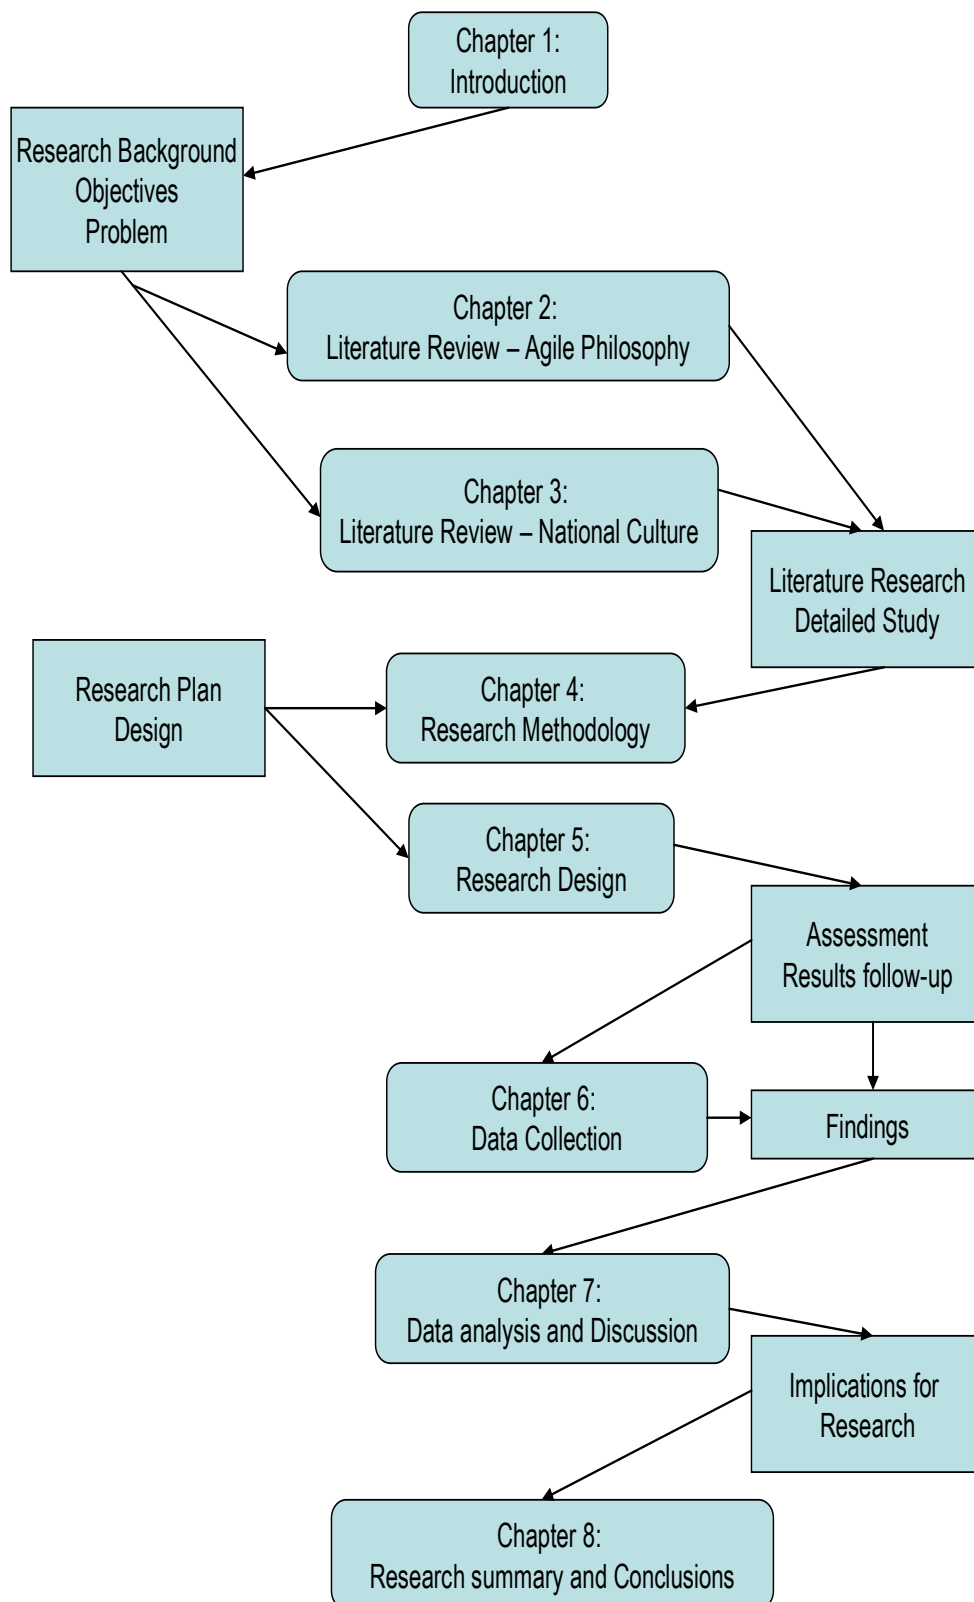 Chapter 1:
Introduction
Research Background
Objectives
Problem
Chapter 2:
Literature Review – Agile Philosophy
Chapter 3:
Literature Review – National Culture
Literature Research
Detailed Study
Research Plan
Design
Chapter 4:
Research Methodology
Chapter 5:
Research Design
Assessment
Results follow-up
Chapter 6:
Data Collection
Findings
Chapter 7:
Data analysis and Discussion
Implications for
Research
Chapter 8:
Research summary and Conclusions